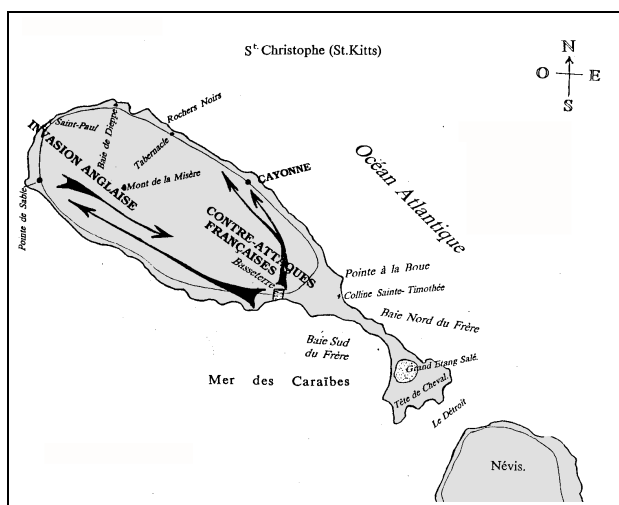 St. Christophe (St.Kitts)
N
O E
S
Rochers Noirs
Saint-Paul
Baie de Dieppe
Tabernacle
INVASION ANGLAISE
Mont de la Misère
CAYONNE
Océan Atlantique
Pointe de Sable
CONTRE-ATTAQUES
FRANÇAISES
Basseterre
Pointe à la Boue
Colline Sainte-Timothée
Baie Nord du Frère
Baie Sud
du Frère
Grand Etang Salé.
Mer des Caraïbes
Tête de Cheval.
Le Détroit
Névis.